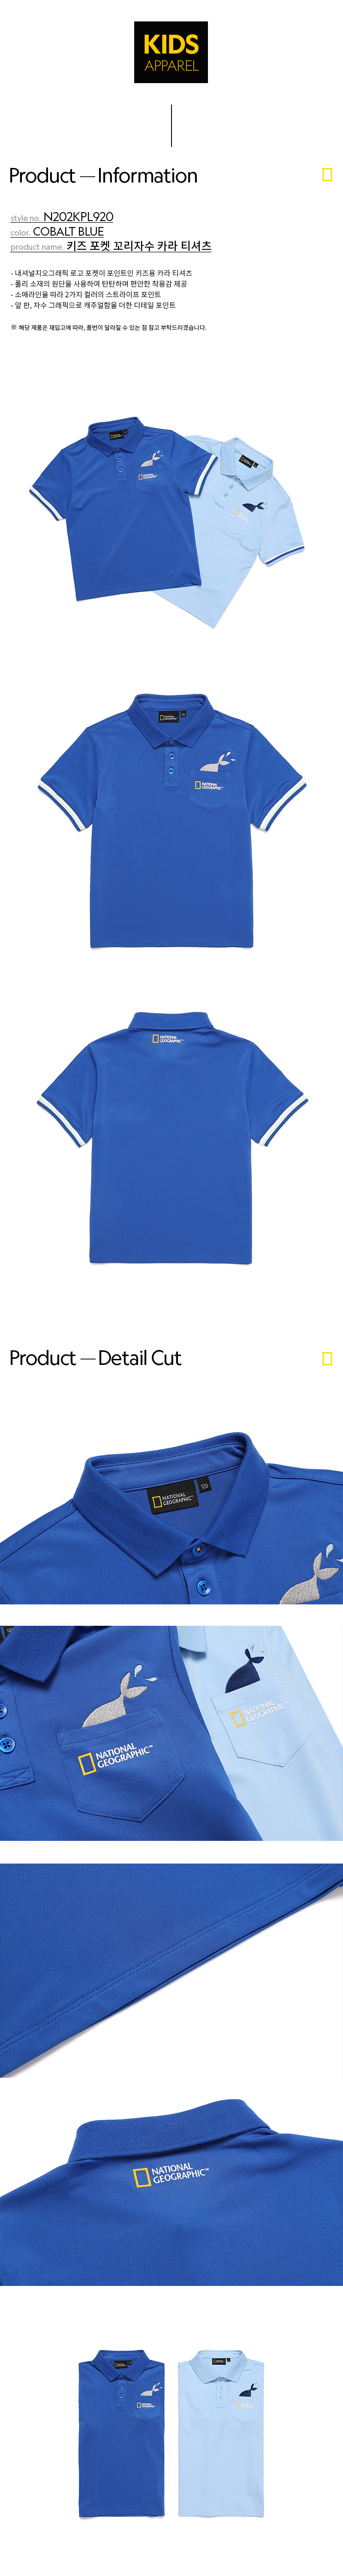 KIDS
APPAREL
Product — Information
style no. N202KPL920
color. COBALT BLUE
product name. 키즈 포켓 꼬리자수 카라 티셔츠
- 내셔널지오그래픽 로고 포켓이 포인트인 키즈용 카라 티셔츠
- 폴리 소재의 원단을 사용하여 탄탄하며 편안한 착용감 제공
- 소매라인을 따라 2가지 컬러의 스트라이프 포인트
- 앞 판, 자수 그래픽으로 캐주얼함을 더한 디테일 포인트
※ 해당 제품은 재입고에 따라, 품번이 달라질 수 있는 점 참고 부탁드리겠습니다.
NATIONAL
GEOGRAPHIC™
NATIONAL
GEOGRAPHIC™
NATIONAL
GEOGRAPHIC™
Product — Detail Cut
NATIONAL
GEOGRAPHIC™
120
NATIONAL
GEOGRAPHIC™
NATIONAL
GEOGRAPHIC
NATIONAL
GEOGRAPHIC™
NATIONAL
GEOGRAPHIC